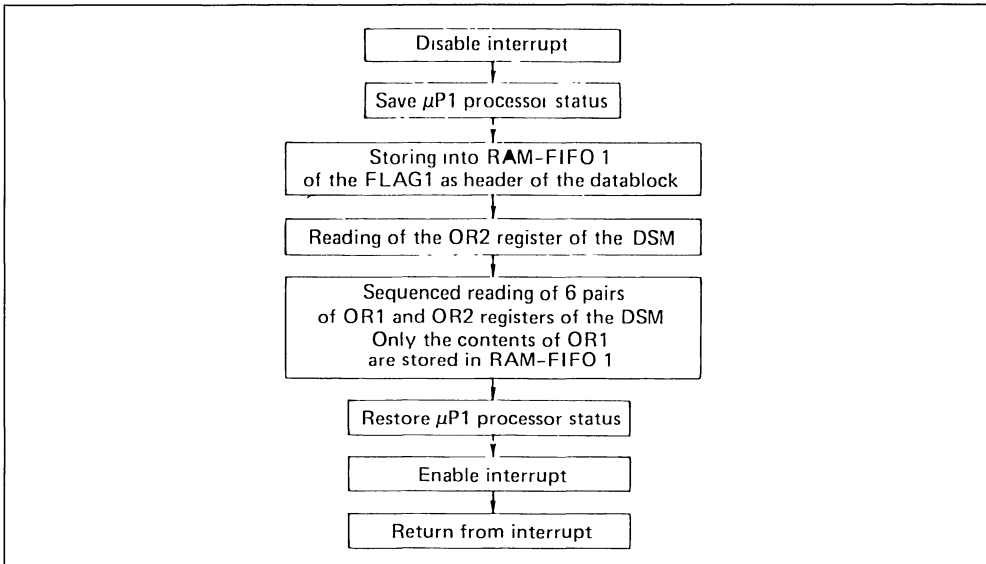 Disable interrupt
Save μP1 processor status
Storing into RAM-FIFO 1
of the FLAG1 as header of the datablock
Reading of the OR2 register of the DSM
Sequenced reading of 6 pairs
of OR1 and OR2 registers of the DSM
Only the contents of OR1
are stored in RAM-FIFO 1
Restore μP1 processor status
Enable interrupt
Return from interrupt